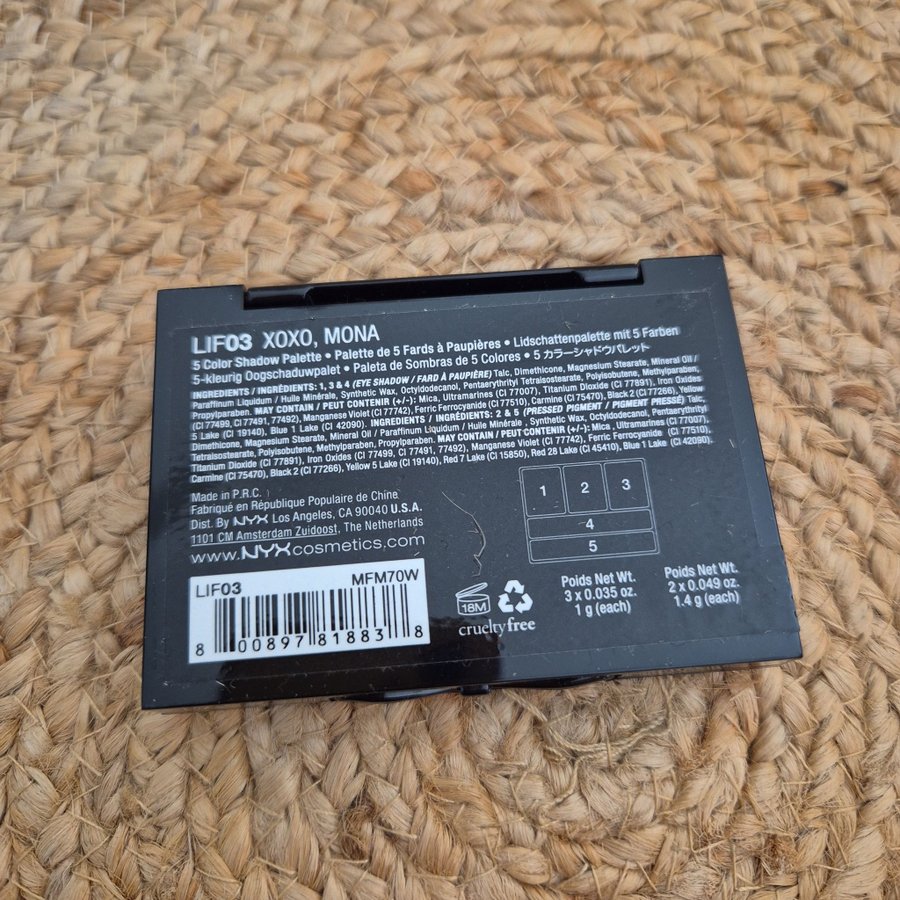 LIF03 XOXO, MONA
5 Color Shadow Palette • Palette de 5 Fards à Paupières • Lidschattenpalette mit 5 Farben
5-kleurig Oogschaduwpalet • Paleta de Sombras de 5 Colores • 5 カラーシャドウパレット
INGREDIENTS / INGRÉDIENTS: 1, 3 & 4 (EYE SHADOW / FARD À PAUPIÈRE) Talc, Dimethicone, Magnesium Stearate, Mineral Oil /
Paraffinum Liquidum / Huile Minérale, Synthetic Wax, Octyldodecanol, Pentaerythrityl Tetraisostearate, Polyisobutene, Methylparaben,
Propylparaben. MAY CONTAIN / PEUT CONTENIR (+/-): Mica, Ultramarines (CI 77007), Titanium Dioxide (CI 77891), Iron Oxides
(CI 77499, CI 77491, 77492), Manganese Violet (CI 77742), Ferric Ferrocyanide (CI 77510), Carmine (CI 75470), Black 2 (CI 77266), Yellow
5 Lake (CI 19140), Blue 1 Lake (CI 42090). INGREDIENTS / INGRÉDIENTS: 2 & 5 (PRESSED PIGMENT / PIGMENT PRESSÉ) Talc,
Dimethicone, Magnesium Stearate, Mineral Oil / Paraffinum Liquidum / Huile Minérale , Synthetic Wax, Octyldodecanol, Pentaerythrityl
Tetraisostearate, Polyisobutene, Methylparaben, Propylparaben. MAY CONTAIN / PEUT CONTENIR (+/-): Mica , Ultramarines (CI 77007),
Titanium Dioxide (CI 77891), Iron Oxides (CI 77499, CI 77491, 77492), Manganese Violet (CI 77742), Ferric Ferrocyanide (CI 77510),
Carmine (CI 75470), Black 2 (CI 77266), Yellow 5 Lake (CI 19140), Red 7 Lake (CI 15850), Red 28 Lake (CI 45410), Blue 1 Lake (CI 42090).
Made in P.R.C.
Fabriqué en République Populaire de Chine
Dist. By NYX Los Angeles, CA 90040 U.S.A.
1101 CM Amsterdam Zuidoost, The Netherlands
www.NYXcosmetics.com
1 2 3
4
5
LIF03 MFM70W
8 00897 81883 8
18M
crueltyfree
Poids Net Wt.
3 x 0.035 oz.
1 g (each)
Poids Net Wt.
2 x 0.049 oz.
1.4 g (each)